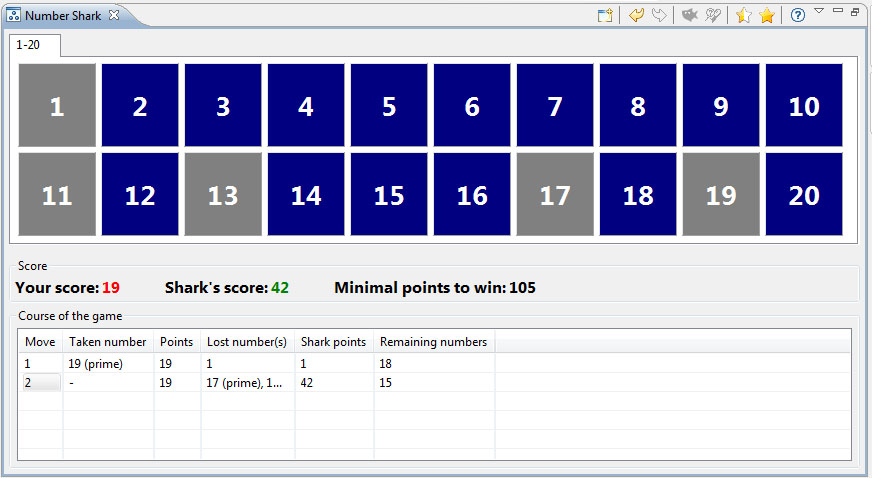 Number Shark
1-20
1 2 3 4 5 6 7 8 9 10
11 12 13 14 15 16 17 18 19 20
Score
Your score: 19 Shark's score: 42 Minimal points to win: 105
Course of the game
Move Taken number Points Lost number(s) Shark points Remaining numbers
1 19 (prime) 19 1 1 18
2 - 19 17 (prime), 1... 42 15